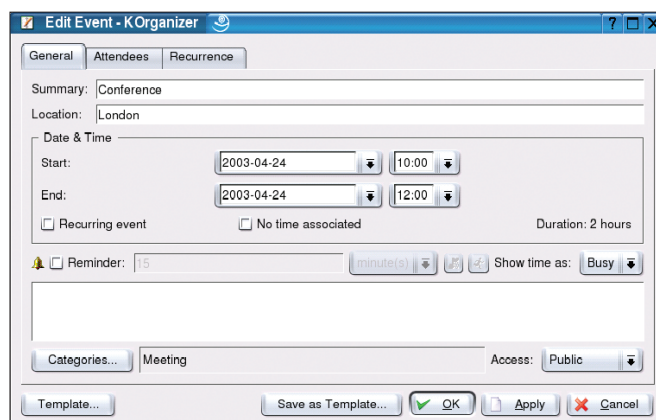 Edit Event - KOrganizer ?
General Attendees Recurrence
Summary: Conference
Location: London
Date & Time
Start: 2003-04-24 10:00
End: 2003-04-24 12:00
Recurring event No time associated Duration: 2 hours
Reminder: 15 minute(s) Show time as: Busy
Categories... Meeting Access: Public
Template... Save as Template... OK Apply Cancel